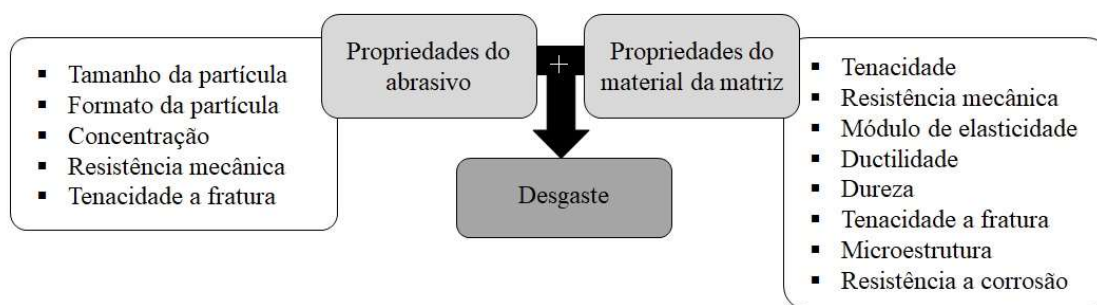 Propriedades do
abrasivo
+
Propriedades do
material da matriz
▪ Tamanho da partícula
▪ Formato da partícula
▪ Concentração
▪ Resistência mecânica
▪ Tenacidade a fratura
▪ Tenacidade
▪ Resistência mecânica
▪ Módulo de elasticidade
▪ Ductilidade
▪ Dureza
▪ Tenacidade a fratura
▪ Microestrutura
▪ Resistência a corrosão
Desgaste